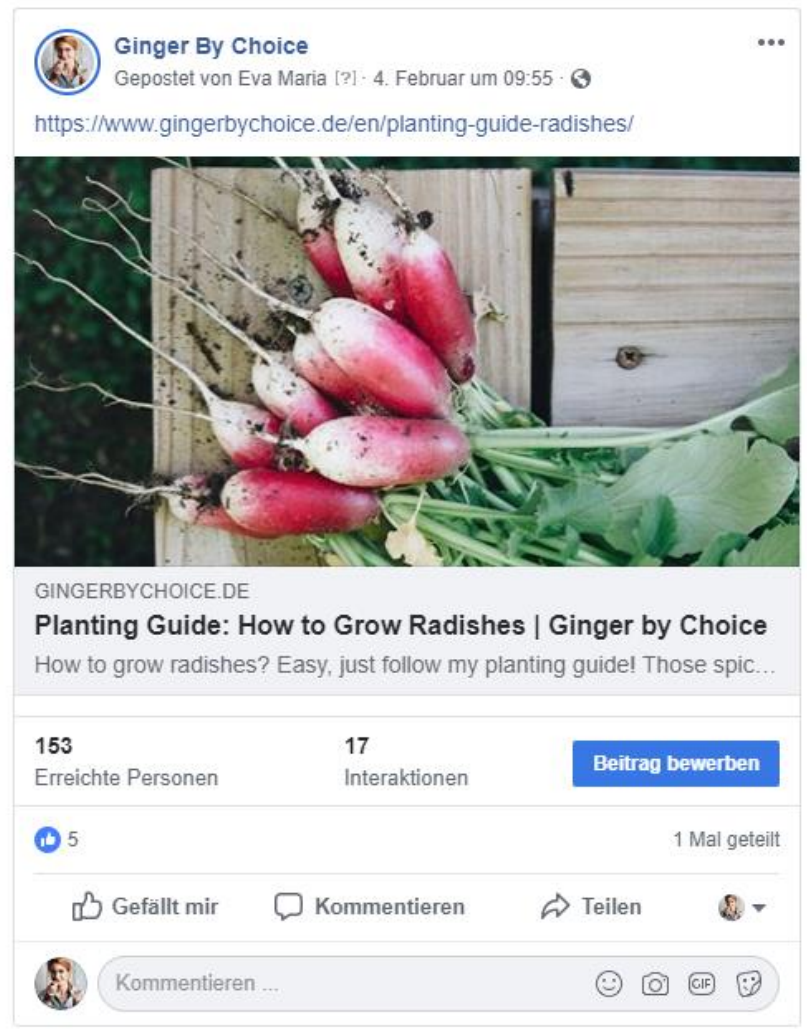 Ginger By Choice
Gepostet von Eva Maria [?] · 4. Februar um 09:55 ·
https://www.gingerbychoice.de/en/planting-guide-radishes/
GINGERBYCHOICE.DE
Planting Guide: How to Grow Radishes | Ginger by Choice
How to grow radishes? Easy, just follow my planting guide! Those spic...
153 17
Erreichte Personen Interaktionen Beitrag bewerben
5 1 Mal geteilt
Gefällt mir Kommentieren Teilen
Kommentieren ... GIF